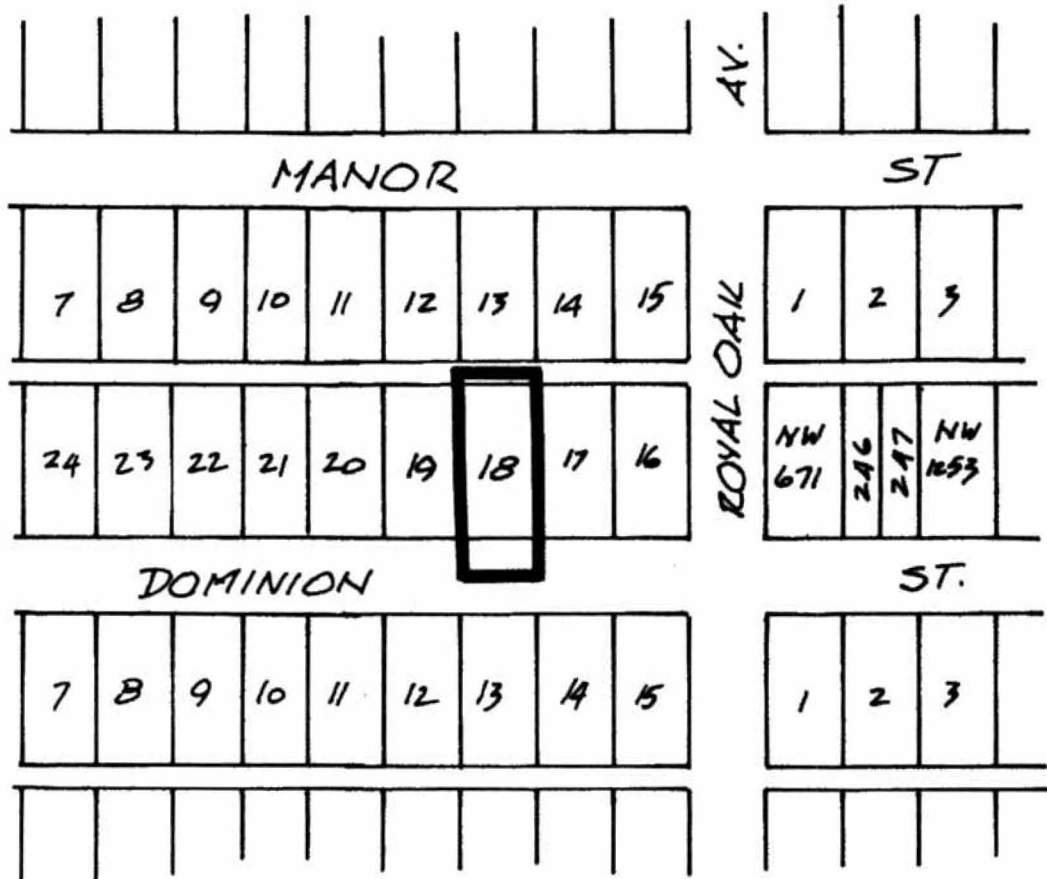 AV.
MANOR ST
7 8 9 10 11 12 13 14 15 1 2 3
ROYAL OAK
24 23 22 21 20 19 18 17 16 NW 671 246 247 NW 1253
DOMINION ST.
7 8 9 10 11 12 13 14 15 1 2 3